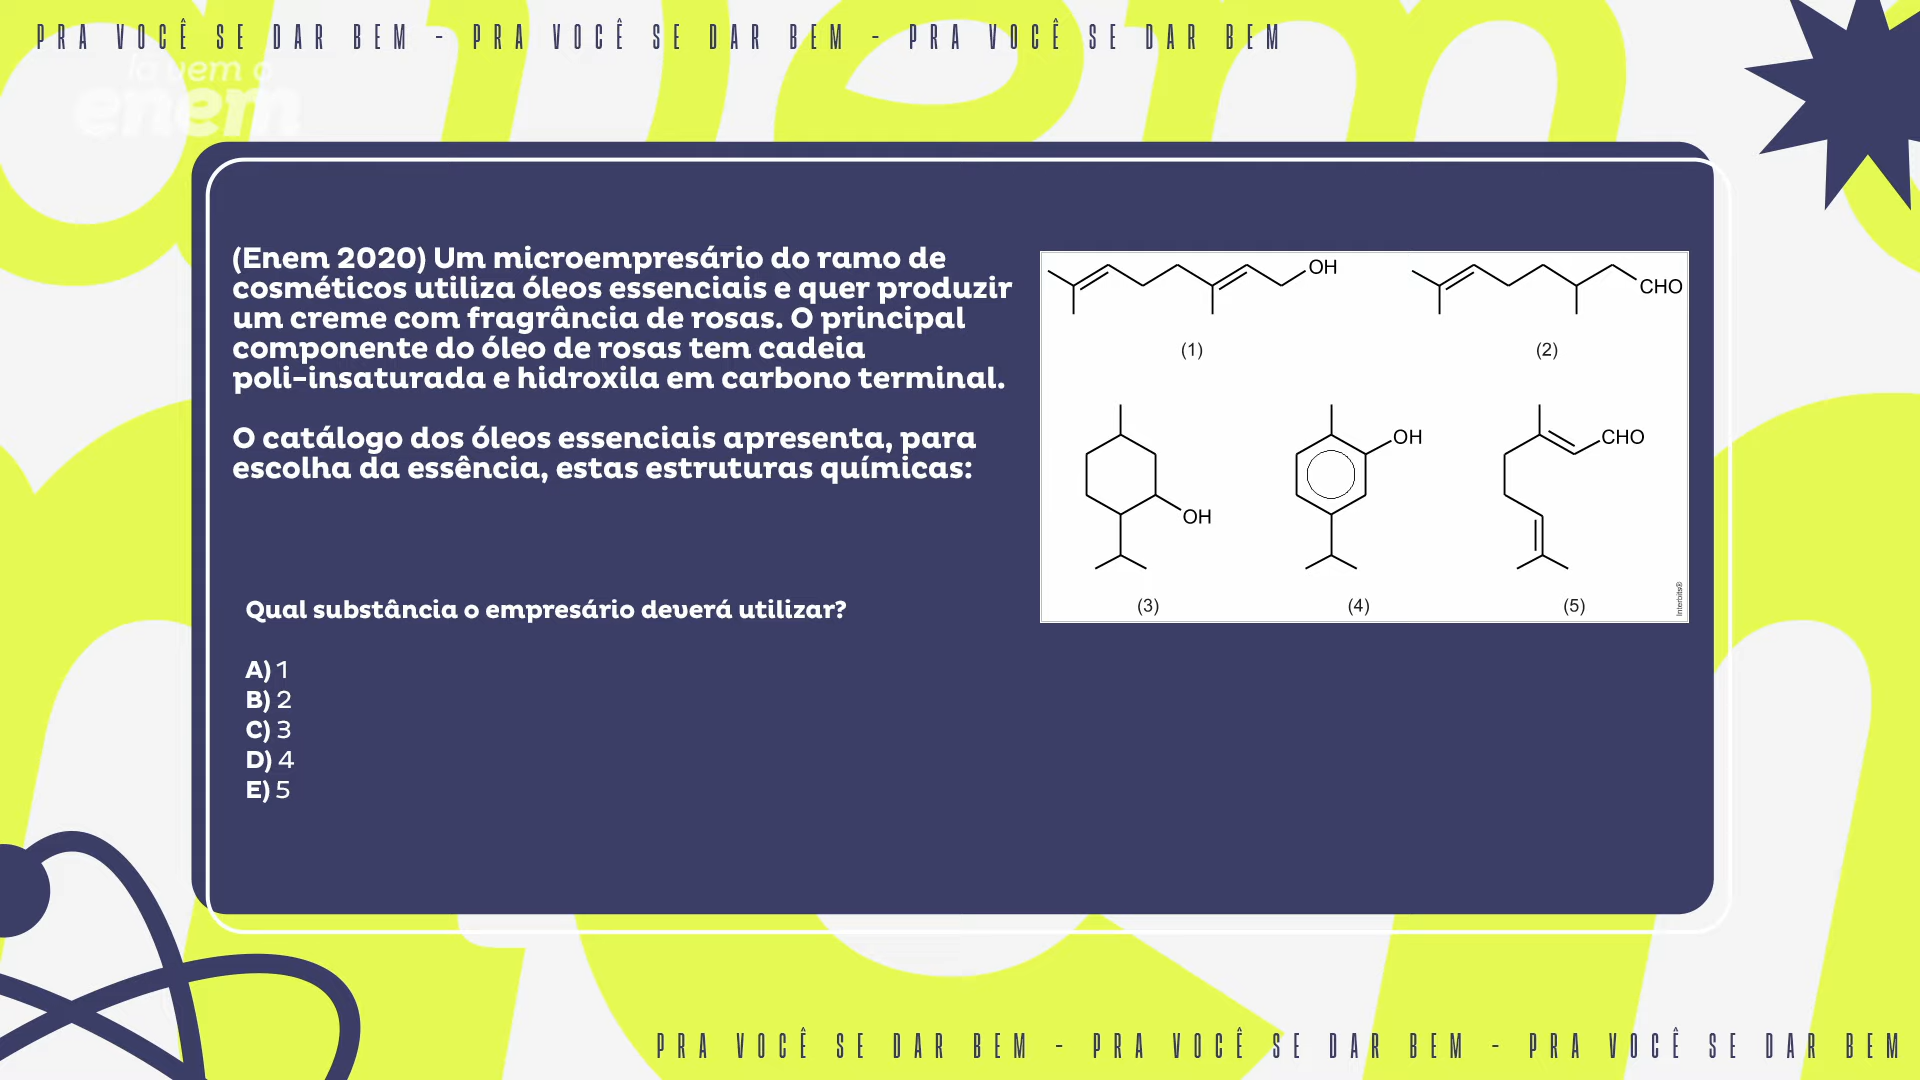 PRA VOCÊ SE DAR BEM - PRA VOCÊ SE DAR BEM - PRA VOCÊ SE DAR BEM
la vem o
enem
(Enem 2020) Um microempresário do ramo de
cosméticos utiliza óleos essenciais e quer produzir
um creme com fragrância de rosas. O principal
componente do óleo de rosas tem cadeia
poli-insaturada e hidroxila em carbono terminal.
O catálogo dos óleos essenciais apresenta, para
escolha da essência, estas estruturas químicas:
OH
CHO
(1)
(2)
OH
OH
CHO
(3)
(4)
(5)
Interbits®
Qual substância o empresário deverá utilizar?
A) 1
B) 2
C) 3
D) 4
E) 5
PRA VOCÊ SE DAR BEM - PRA VOCÊ SE DAR BEM - PRA VOCÊ SE DAR BEM